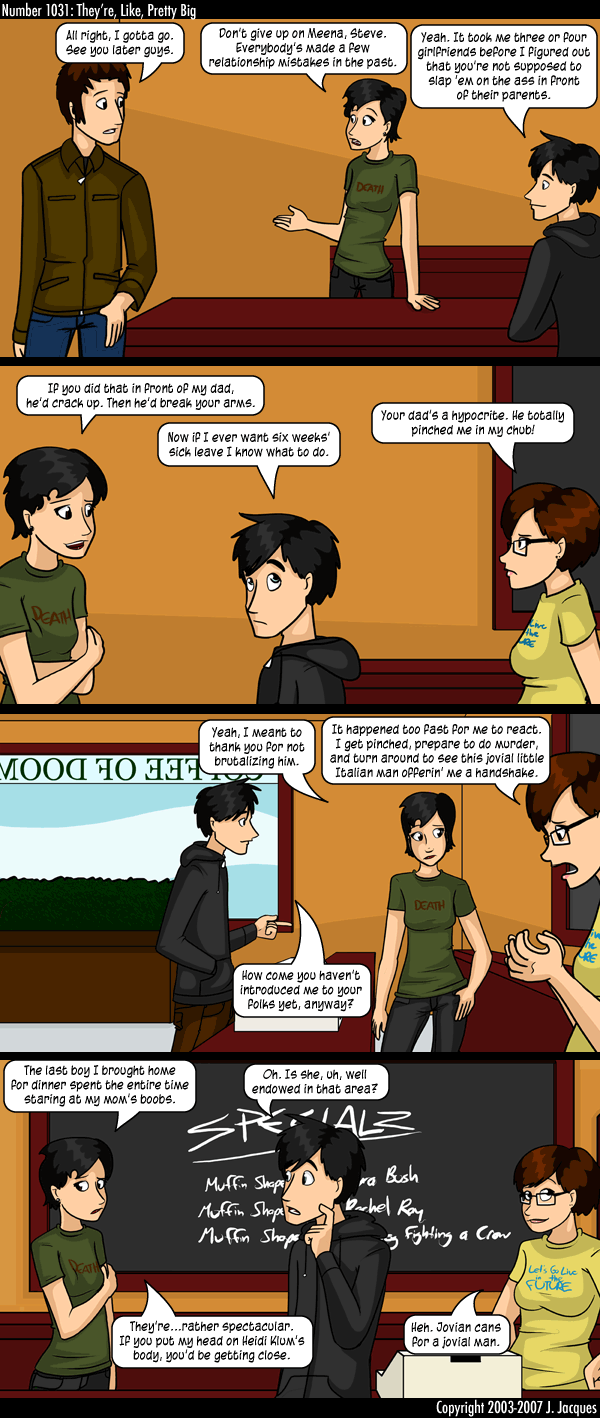 Number 1031: They're, Like, Pretty Big
All right, I gotta go.
See you later guys.
Don't give up on Meena, Steve.
Everybody's made a few
relationship mistakes in the past.
Yeah. It took me three or four
girlfriends before I figured out
that you're not supposed to
slap 'em on the ass in front
of their parents.
DEATH
If you did that in front of my dad,
he'd crack up. Then he'd break your arms.
Now if I ever want six weeks'
sick leave I know what to do.
Your dad's a hypocrite. He totally
pinched me in my chub!
DEATH
Live
the
URE
Yeah, I meant to
thank you for not
brutalizing him.
It happened too fast for me to react.
I get pinched, prepare to do murder,
and turn around to see this jovial little
Italian man offerin' me a handshake.
COFFEE OF DOOM
DEATH
the
URE
How come you haven't
introduced me to your
folks yet, anyway?
The last boy I brought home
for dinner spent the entire time
staring at my mom's boobs.
Oh. Is she, uh, well
endowed in that area?
SPECIALZ
Muffin Shape Bush
Muffin Shap Rachel Ray
Muffin Shap Fighting a Crow
DEATH
Let's Go Live
in the
FUTURE
They're...rather spectacular.
If you put my head on Heidi Klum's
body, you'd be getting close.
Heh. Jovian cans
for a jovial man.
Copyright 2003-2007 J. Jacques